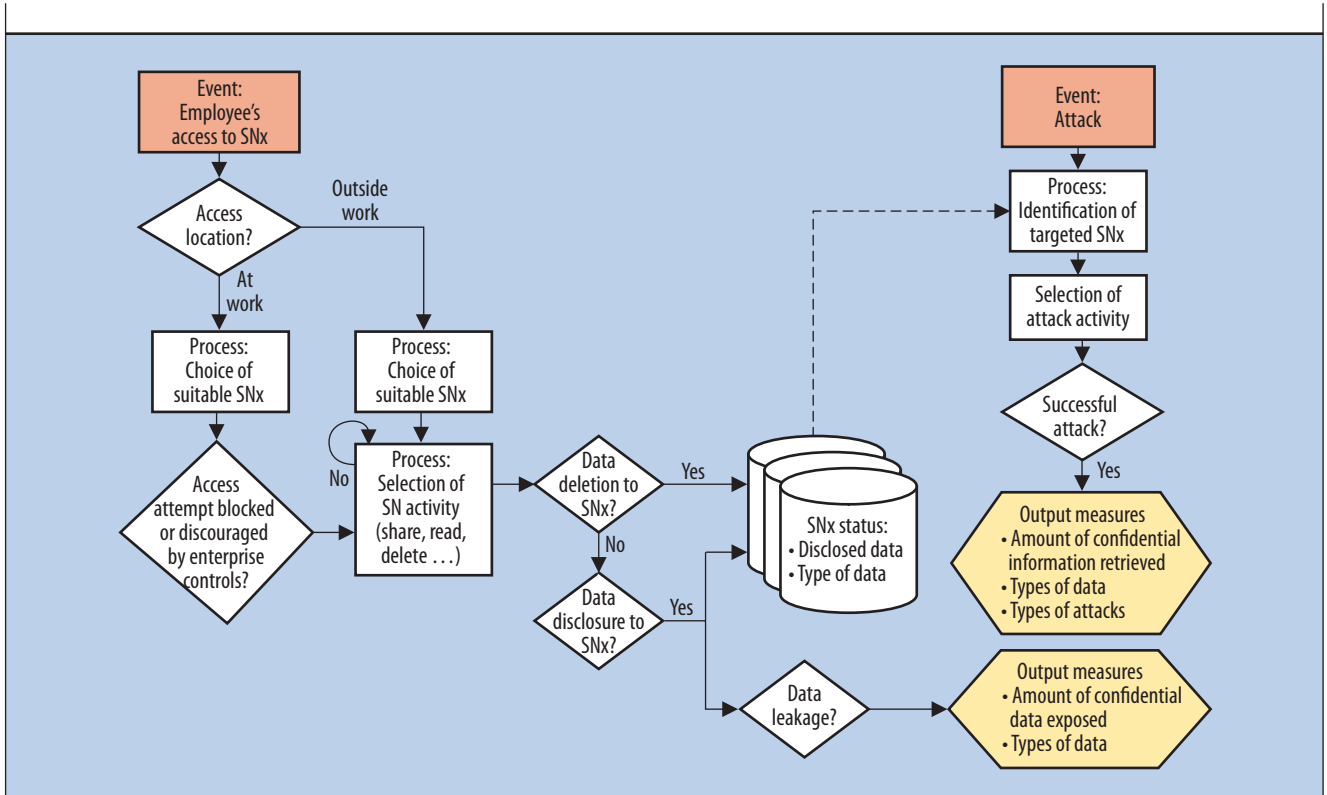 Event:
Employee's
access to SNx
Access
location?
Outside
work
At
work
Process:
Choice of
suitable SNx
Process:
Choice of
suitable SNx
Access
attempt blocked
or discouraged
by enterprise
controls?
No
Process:
Selection of
SN activity
(share, read,
delete …)
Data
deletion to
SNx?
Yes
No
Data
disclosure to
SNx?
Yes
SNx status:
• Disclosed data
• Type of data
Data
leakage?
Event:
Attack
Process:
Identification of
targeted SNx
Selection of
attack activity
Successful
attack?
Yes
Output measures
• Amount of confidential
information retrieved
• Types of data
• Types of attacks
Output measures
• Amount of confidential
data exposed
• Types of data